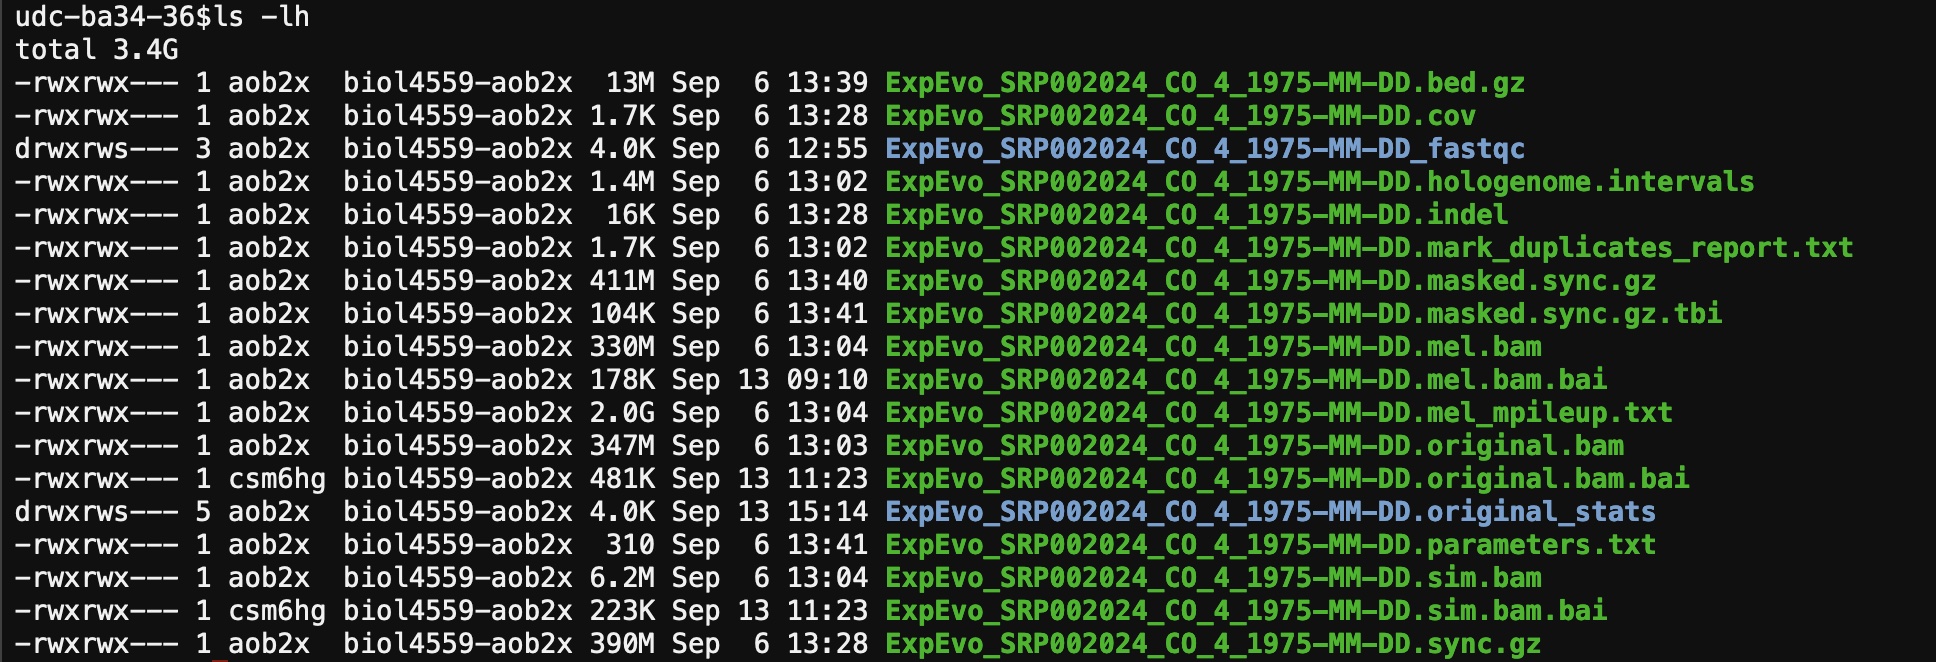 udc-ba34-36$ls -lh
total 3.4G
-rwxrwx--- 1 aob2x  biol4559-aob2x  13M Sep  6 13:39 ExpEvo_SRP002024_CO_4_1975-MM-DD.bed.gz
-rwxrwx--- 1 aob2x  biol4559-aob2x 1.7K Sep  6 13:28 ExpEvo_SRP002024_CO_4_1975-MM-DD.cov
drwxrws--- 3 aob2x  biol4559-aob2x 4.0K Sep  6 12:55 ExpEvo_SRP002024_CO_4_1975-MM-DD_fastqc
-rwxrwx--- 1 aob2x  biol4559-aob2x 1.4M Sep  6 13:02 ExpEvo_SRP002024_CO_4_1975-MM-DD.hologenome.intervals
-rwxrwx--- 1 aob2x  biol4559-aob2x  16K Sep  6 13:28 ExpEvo_SRP002024_CO_4_1975-MM-DD.indel
-rwxrwx--- 1 aob2x  biol4559-aob2x 1.7K Sep  6 13:02 ExpEvo_SRP002024_CO_4_1975-MM-DD.mark_duplicates_report.txt
-rwxrwx--- 1 aob2x  biol4559-aob2x 411M Sep  6 13:40 ExpEvo_SRP002024_CO_4_1975-MM-DD.masked.sync.gz
-rwxrwx--- 1 aob2x  biol4559-aob2x 104K Sep  6 13:41 ExpEvo_SRP002024_CO_4_1975-MM-DD.masked.sync.gz.tbi
-rwxrwx--- 1 aob2x  biol4559-aob2x 330M Sep  6 13:04 ExpEvo_SRP002024_CO_4_1975-MM-DD.mel.bam
-rwxrwx--- 1 aob2x  biol4559-aob2x 178K Sep 13 09:10 ExpEvo_SRP002024_CO_4_1975-MM-DD.mel.bam.bai
-rwxrwx--- 1 aob2x  biol4559-aob2x 2.0G Sep  6 13:04 ExpEvo_SRP002024_CO_4_1975-MM-DD.mel_mpileup.txt
-rwxrwx--- 1 aob2x  biol4559-aob2x 347M Sep  6 13:03 ExpEvo_SRP002024_CO_4_1975-MM-DD.original.bam
-rwxrwx--- 1 csm6hg biol4559-aob2x 481K Sep 13 11:23 ExpEvo_SRP002024_CO_4_1975-MM-DD.original.bam.bai
drwxrws--- 5 aob2x  biol4559-aob2x 4.0K Sep 13 15:14 ExpEvo_SRP002024_CO_4_1975-MM-DD.original_stats
-rwxrwx--- 1 aob2x  biol4559-aob2x  310 Sep  6 13:41 ExpEvo_SRP002024_CO_4_1975-MM-DD.parameters.txt
-rwxrwx--- 1 aob2x  biol4559-aob2x 6.2M Sep  6 13:04 ExpEvo_SRP002024_CO_4_1975-MM-DD.sim.bam
-rwxrwx--- 1 csm6hg biol4559-aob2x 223K Sep 13 11:23 ExpEvo_SRP002024_CO_4_1975-MM-DD.sim.bam.bai
-rwxrwx--- 1 aob2x  biol4559-aob2x 390M Sep  6 13:28 ExpEvo_SRP002024_CO_4_1975-MM-DD.sync.gz